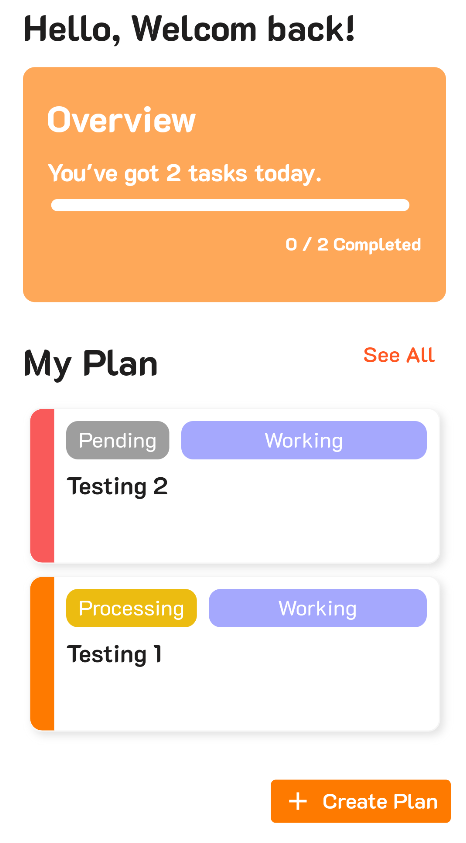 Hello, Welcom back!
Overview
You've got 2 tasks today.
0 / 2 Completed
My Plan
See All
Pending
Working
Testing 2
Processing
Working
Testing 1
+ Create Plan